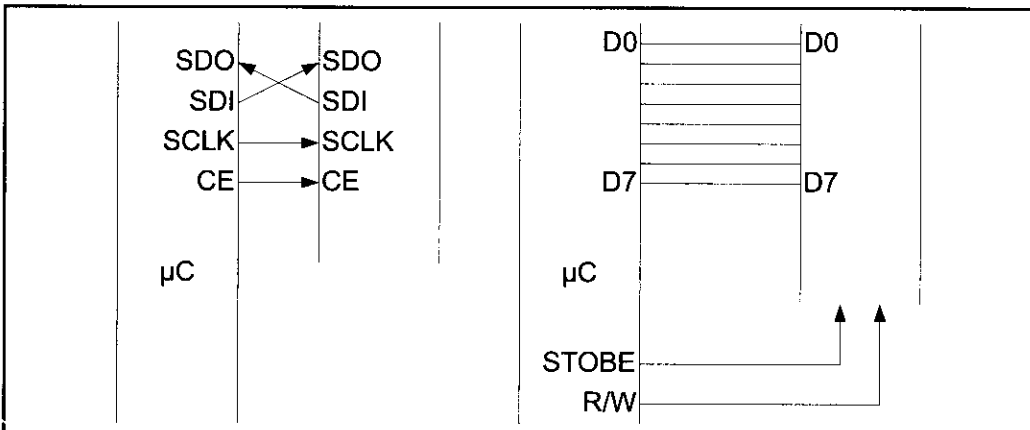 SDO SDO
SDI SDI
SCLK SCLK
CE CE
µC
D0 D0
D7 D7
µC
STOBE
R/W